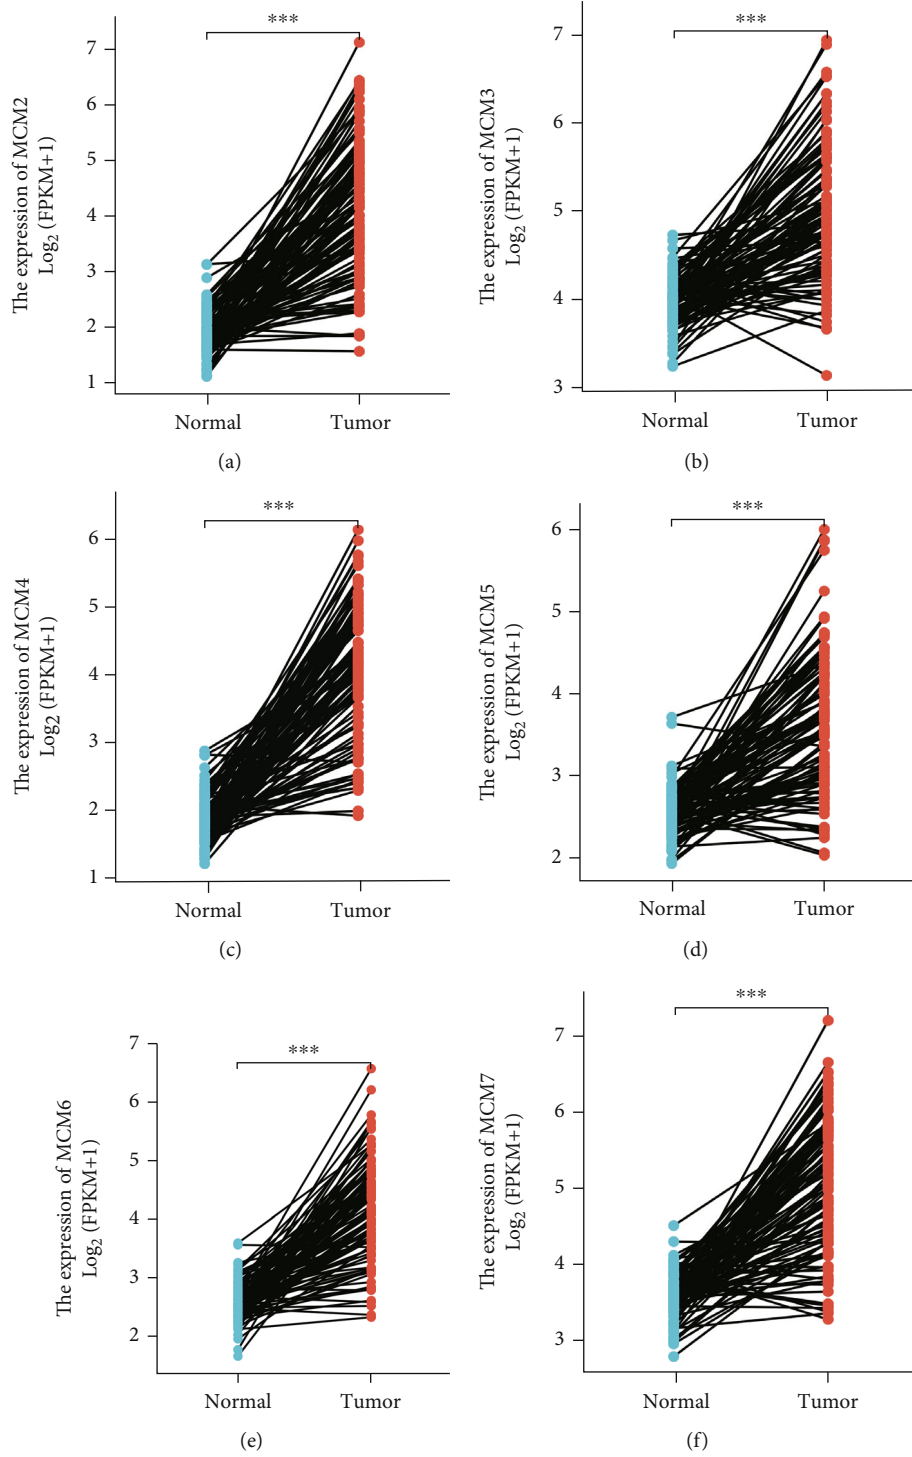 ***
The expression of MCM2
Log₂ (FPKM+1)
7
6
5
4
3
2
1
Normal
Tumor
(a)
***
The expression of MCM3
Log₂ (FPKM+1)
7
6
5
4
3
Normal
Tumor
(b)
***
The expression of MCM4
Log2 (FPKM+1)
6
5
4
3
2
1
Normal
Tumor
(c)
***
The expression of MCM5
Log₂ (FPKM+1)
6
5
4
3
2
Normal
Tumor
(d)
***
The expression of MCM6
Log₂ (FPKM+1)
7
6
5
4
3
2
Normal
Tumor
(e)
***
The expression of MCM7
Log₂ (FPKM+1)
7
6
5
4
3
Normal
Tumor
(f)